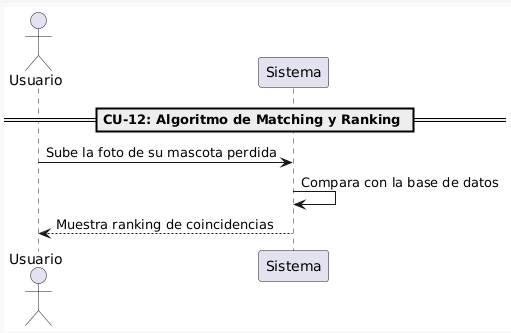 Usuario
Sistema
CU-12: Algoritmo de Matching y Ranking
Sube la foto de su mascota perdida
Compara con la base de datos
Muestra ranking de coincidencias
Usuario
Sistema